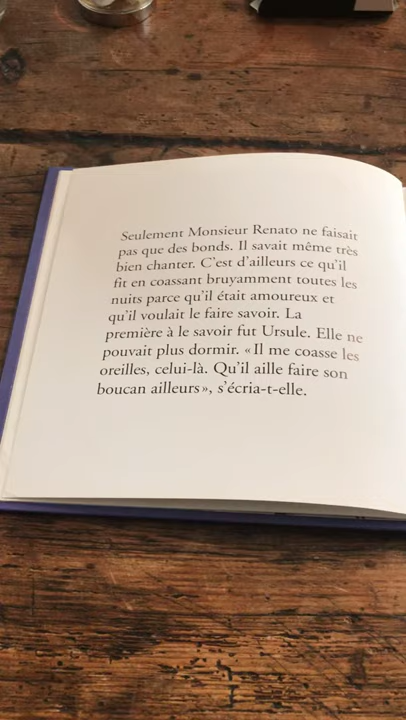 Seulement Monsieur Renato ne faisait
pas que des bonds. Il savait même très
bien chanter. C'est d'ailleurs ce qu'il
fit en coassant bruyamment toutes les
nuits parce qu'il était amoureux et
qu'il voulait le faire savoir. La
première à le savoir fut Ursule. Elle ne
pouvait plus dormir. «Il me coasse les
oreilles, celui-là. Qu'il aille faire son
boucan ailleurs», s'écria-t-elle.